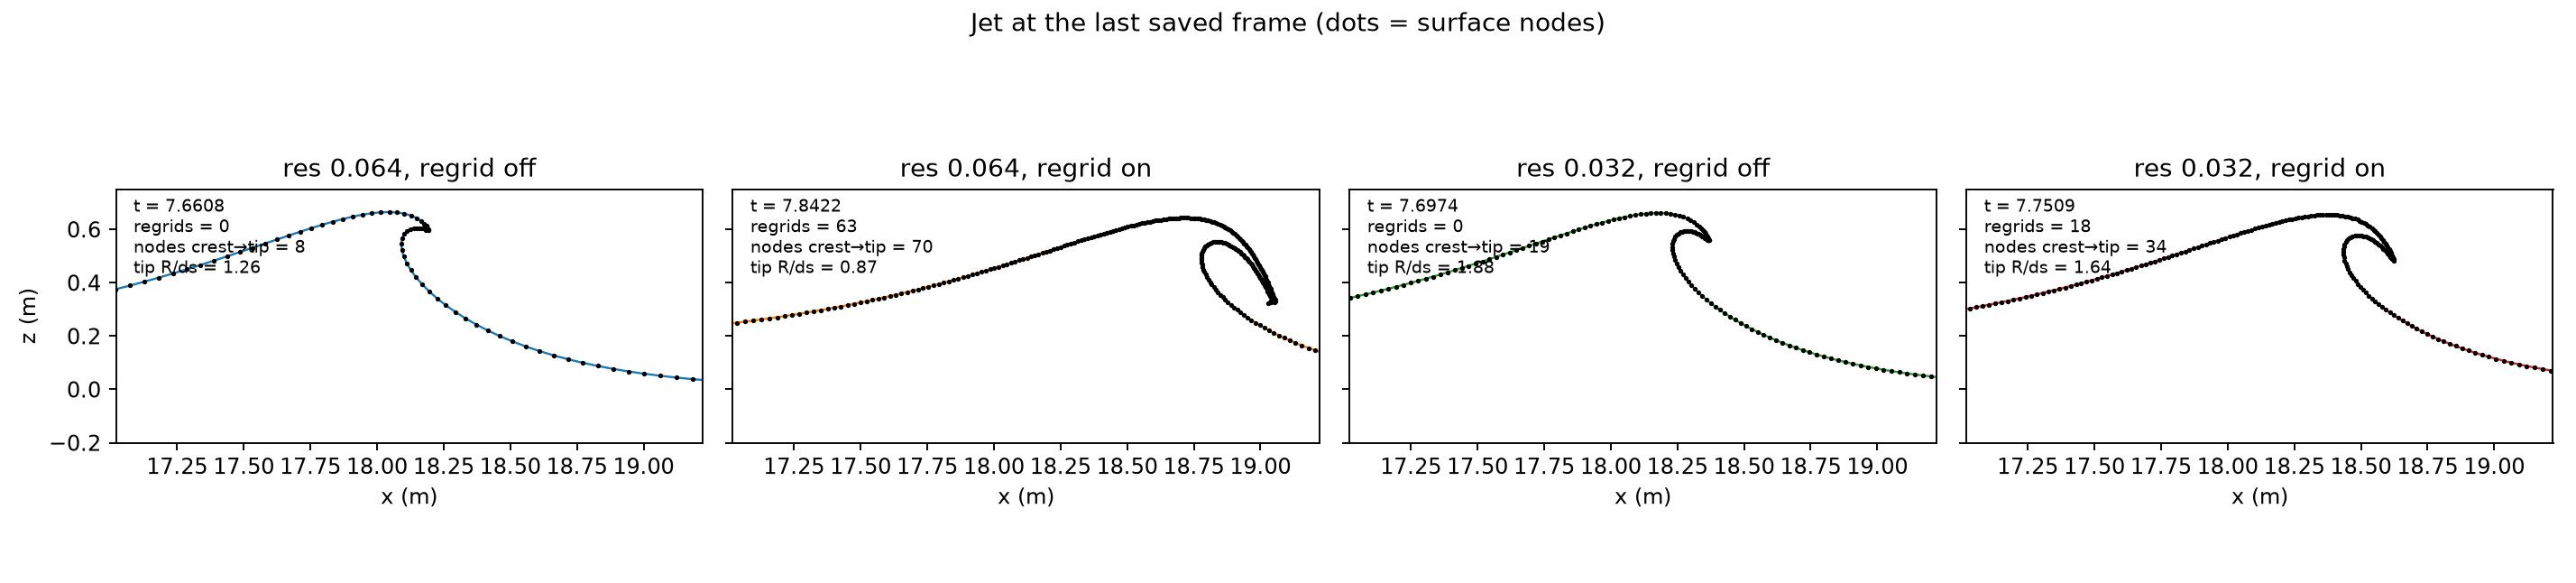 Jet at the last saved frame (dots = surface nodes)
res 0.064, regrid off
t = 7.6608
regrids = 0
nodes crest→tip = 8
tip R/ds = 1.26
z (m)
0.6
0.4
0.2
0.0
−0.2
17.25 17.50 17.75 18.00 18.25 18.50 18.75 19.00
x (m)
res 0.064, regrid on
t = 7.8422
regrids = 63
nodes crest→tip = 70
tip R/ds = 0.87
17.25 17.50 17.75 18.00 18.25 18.50 18.75 19.00
x (m)
res 0.032, regrid off
t = 7.6974
regrids = 0
nodes crest→tip = 19
tip R/ds = 1.88
17.25 17.50 17.75 18.00 18.25 18.50 18.75 19.00
x (m)
res 0.032, regrid on
t = 7.7509
regrids = 18
nodes crest→tip = 34
tip R/ds = 1.64
17.25 17.50 17.75 18.00 18.25 18.50 18.75 19.00
x (m)